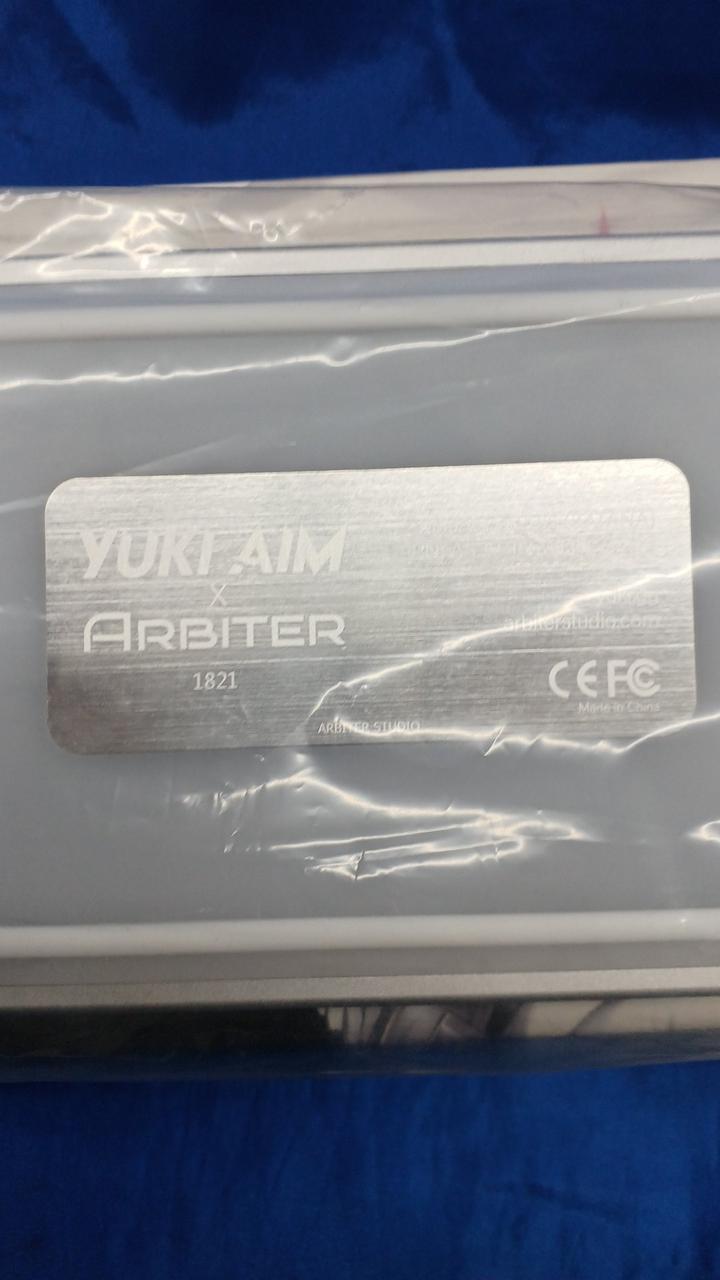 YUKI AIM
X
ARBITER
1821
arbiterstudio.com
CE FC
Made in China
ARBITER STUDIO